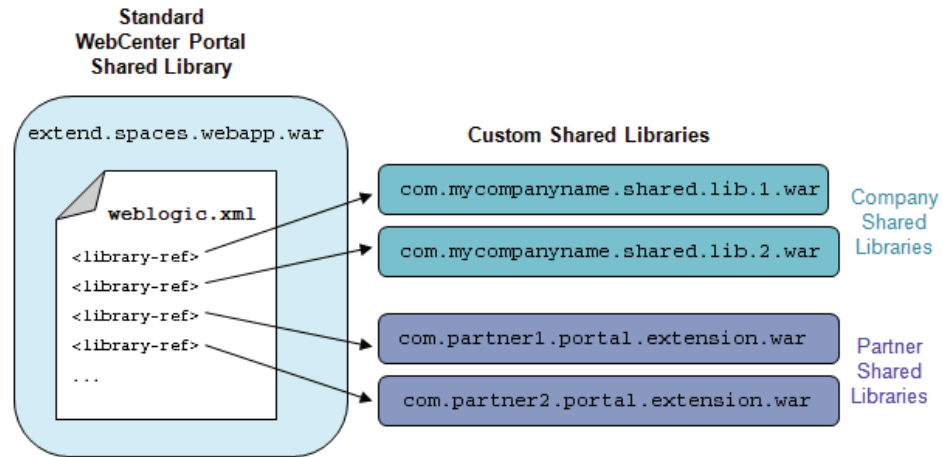 Standard
WebCenter Portal
Shared Library
extend.spaces.webapp.war
weblogic.xml
<library-ref>
<library-ref>
<library-ref>
<library-ref>
...
Custom Shared Libraries
com.mycompanyname.shared.lib.1.war
com.mycompanyname.shared.lib.2.war
Company
Shared
Libraries
com.partner1.portal.extension.war
com.partner2.portal.extension.war
Partner
Shared
Libraries